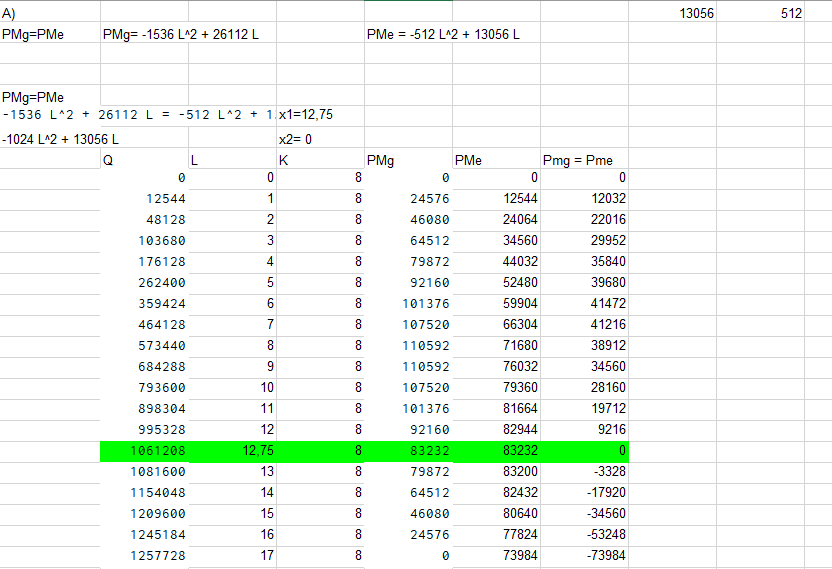 A) 13056 512
PMg=PMe PMg= -1536 L^2 + 26112 L PMe = -512 L^2 + 13056 L
PMg=PMe
-1536 L^2 + 26112 L = -512 L^2 + 1 x1=12,75
-1024 L^2 + 13056 L x2= 0
Q L K PMg PMe Pmg = Pme
0 0 8 0 0 0
12544 1 8 24576 12544 12032
48128 2 8 46080 24064 22016
103680 3 8 64512 34560 29952
176128 4 8 79872 44032 35840
262400 5 8 92160 52480 39680
359424 6 8 101376 59904 41472
464128 7 8 107520 66304 41216
573440 8 8 110592 71680 38912
684288 9 8 110592 76032 34560
793600 10 8 107520 79360 28160
898304 11 8 101376 81664 19712
995328 12 8 92160 82944 9216
1061208 12,75 8 83232 83232 0
1081600 13 8 79872 83200 -3328
1154048 14 8 64512 82432 -17920
1209600 15 8 46080 80640 -34560
1245184 16 8 24576 77824 -53248
1257728 17 8 0 73984 -73984